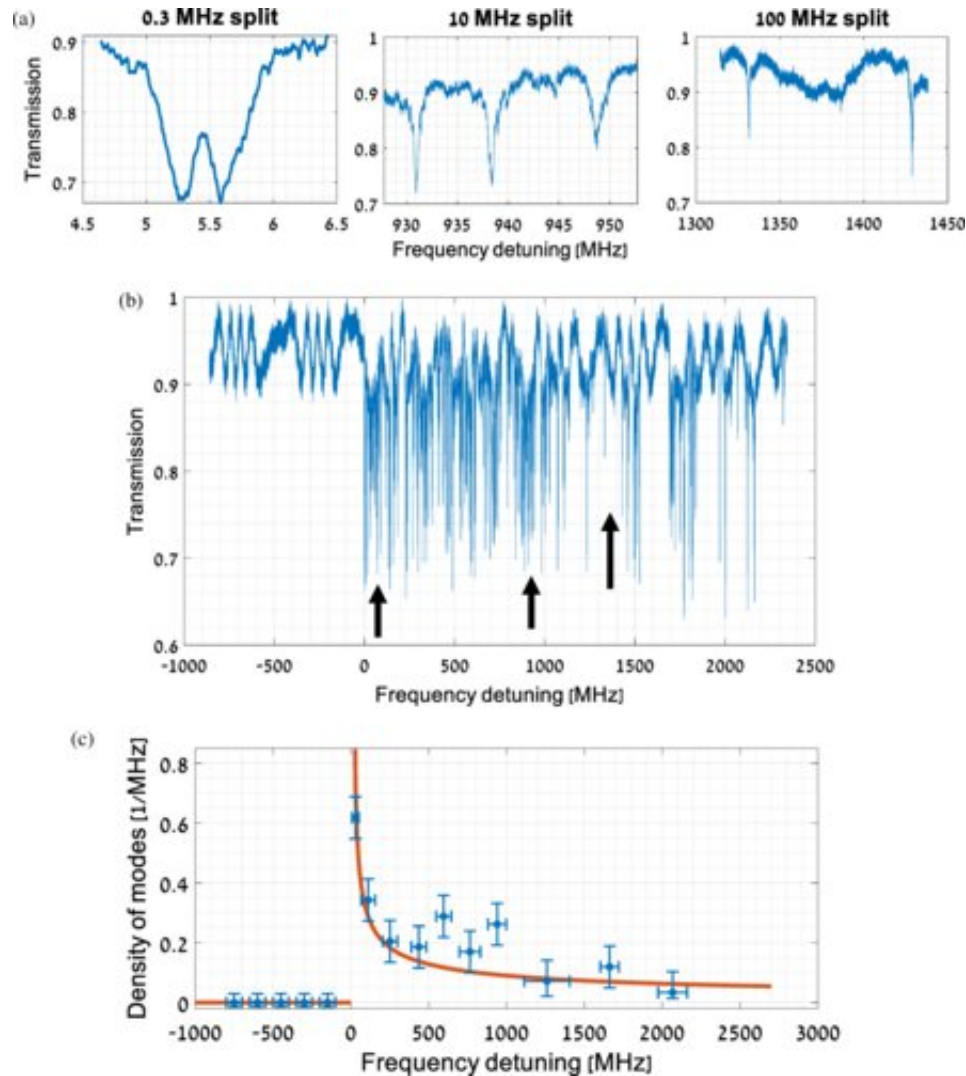 (a)
0.3 MHz split
10 MHz split
100 MHz split
Transmission
0.9
0.8
0.7
4.5 5 5.5 6 6.5
1
0.9
0.8
0.7
930 935 940 945 950
1
0.9
0.8
0.7
1300 1350 1400 1450
Frequency detuning [MHz]
(b)
Transmission
1
0.9
0.8
0.7
0.6
-1000 -500 0 500 1000 1500 2000 2500
Frequency detuning [MHz]
(c)
Density of modes [1/MHz]
0.8
0.6
0.4
0.2
0
-1000 -500 0 500 1000 1500 2000 2500 3000
Frequency detuning [MHz]